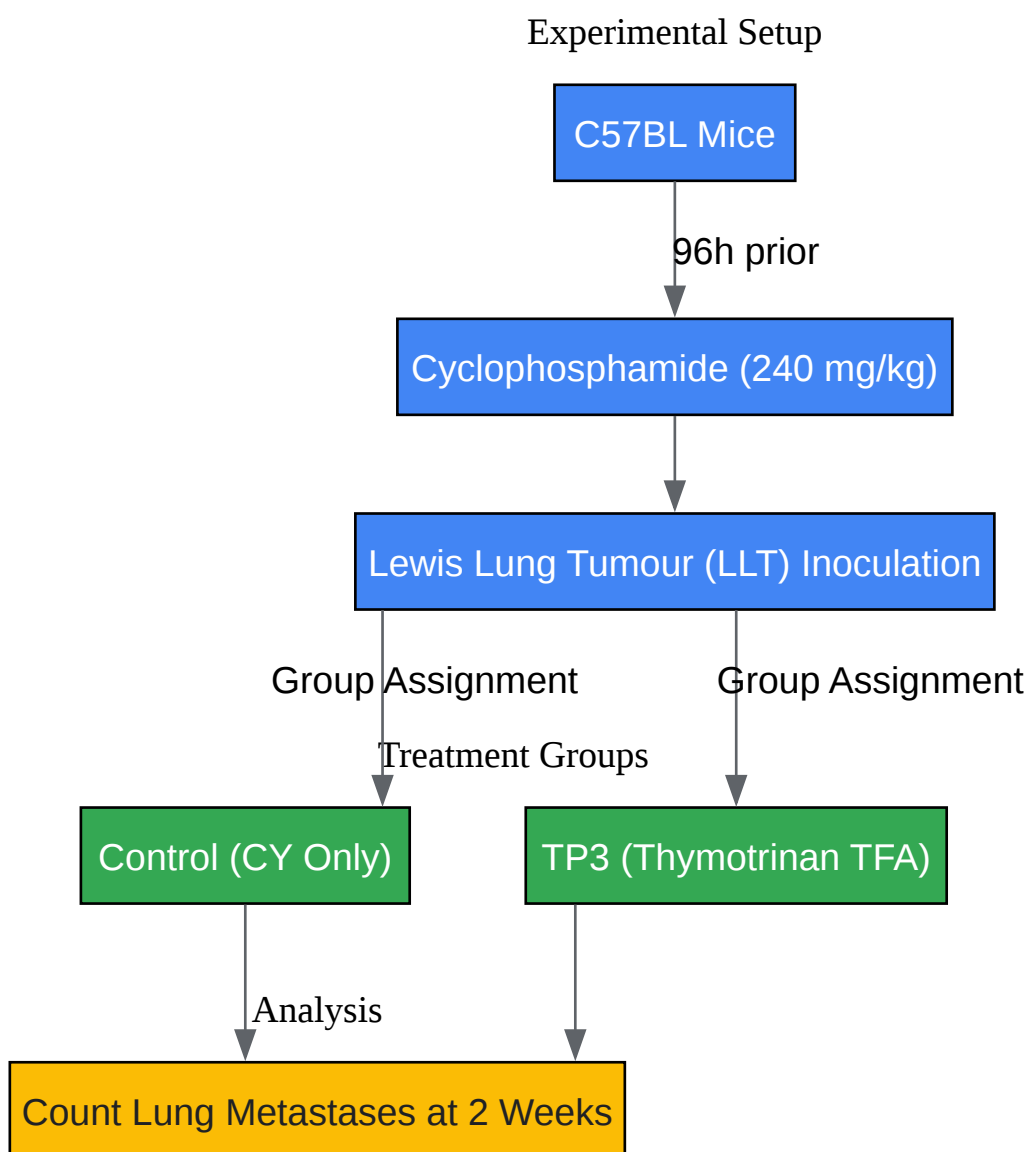 Experimental Setup
C57BL Mice
96h prior
Cyclophosphamide (240 mg/kg)
Lewis Lung Tumour (LLT) Inoculation
Group Assignment
Group Assignment
Treatment Groups
Control (CY Only)
TP3 (Thymotrinan TFA)
Analysis
Count Lung Metastases at 2 Weeks